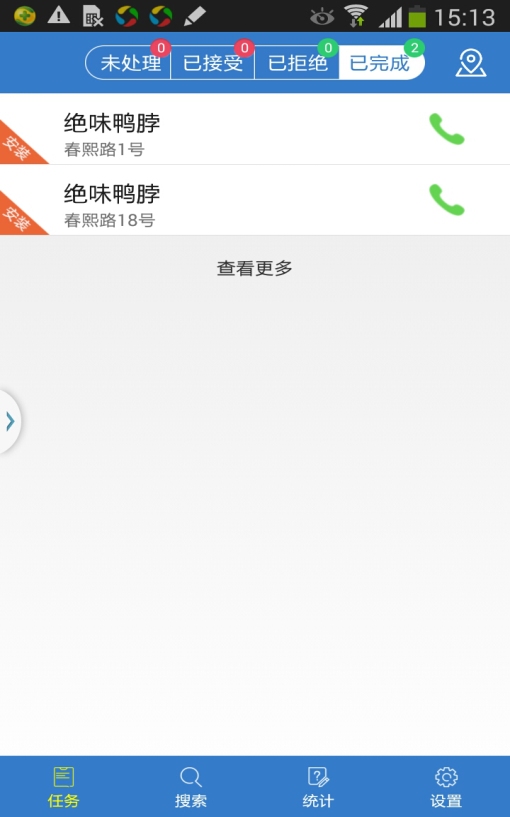 15:13
未处理 0 已接受 0 已拒绝 0 已完成 2
绝味鸭脖
安装
春熙路1号
绝味鸭脖
安装
春熙路18号
查看更多
任务 搜索 统计 设置